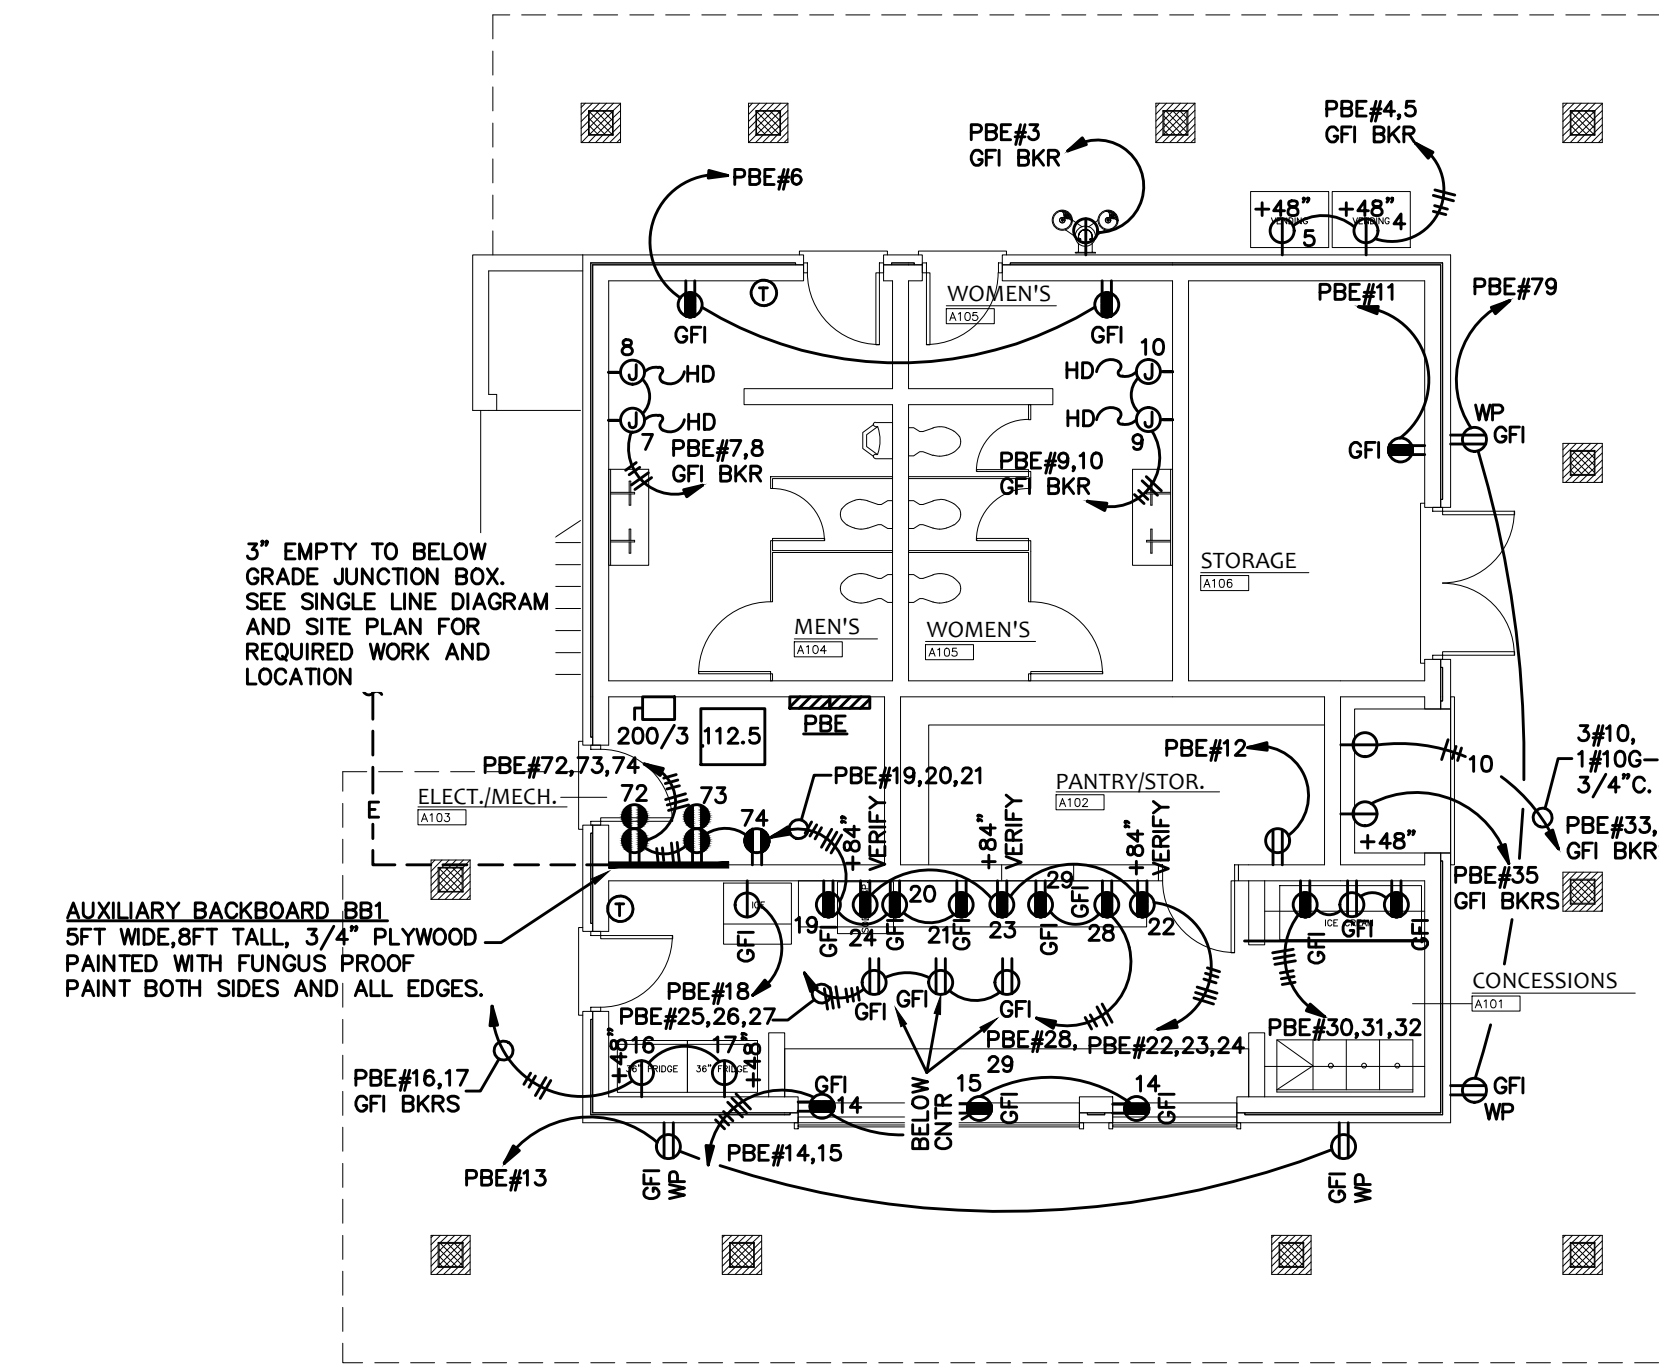 PBE#4,5
GFI BKR
PBE#3
GFI BKR
PBE#6
+48"
+48"
VENDING
VENDING
4
5
WOMEN'S
A105
T
GFI
GFI
PBE#11
PBE#79
8
HD
J
J
HD
7
PBE#7,8
GFI BKR
10
HD
J
HD
J
9
PBE#9,10
GFI BKR
GFI
WP
GFI
3" EMPTY TO BELOW
GRADE JUNCTION BOX.
SEE SINGLE LINE DIAGRAM
AND SITE PLAN FOR
REQUIRED WORK AND
LOCATION
STORAGE
A106
MEN'S
A104
WOMEN'S
A105
200/3
112.5
PBE
PBE#12
3#10,
1#10G-
3/4"C.
10
PBE#72,73,74
PBE#19,20,21
PANTRY/STOR.
A102
ELECT./MECH.
A103
E
72
73
74
+84"
VERIFY
+84"
VERIFY
+84"
VERIFY
+48"
PBE#33,
GFI BKR
PBE#35
GFI BKRS
AUXILIARY BACKBOARD BB1
5FT WIDE,8FT TALL, 3/4" PLYWOOD
PAINTED WITH FUNGUS PROOF
PAINT BOTH SIDES AND ALL EDGES.
T
ICE
GFI
19
GFI
24
GFI
20
21
GFI
23
29
GFI
GFI
28
22
ICE CREAM
GFI
GFI
GFI
CONCESSIONS
A101
PBE#18
PBE#25,26,27
GFI
GFI
GFI
PBE#28,
29
PBE#22,23,24
PBE#30,31,32
+48"
16
17
+48"
36" FRIDGE
36" FRIDGE
PBE#16,17
GFI BKRS
GFI
14
BELOW
CNTR
15
GFI
14
GFI
GFI
WP
PBE#13
PBE#14,15
GFI
WP
GFI
WP